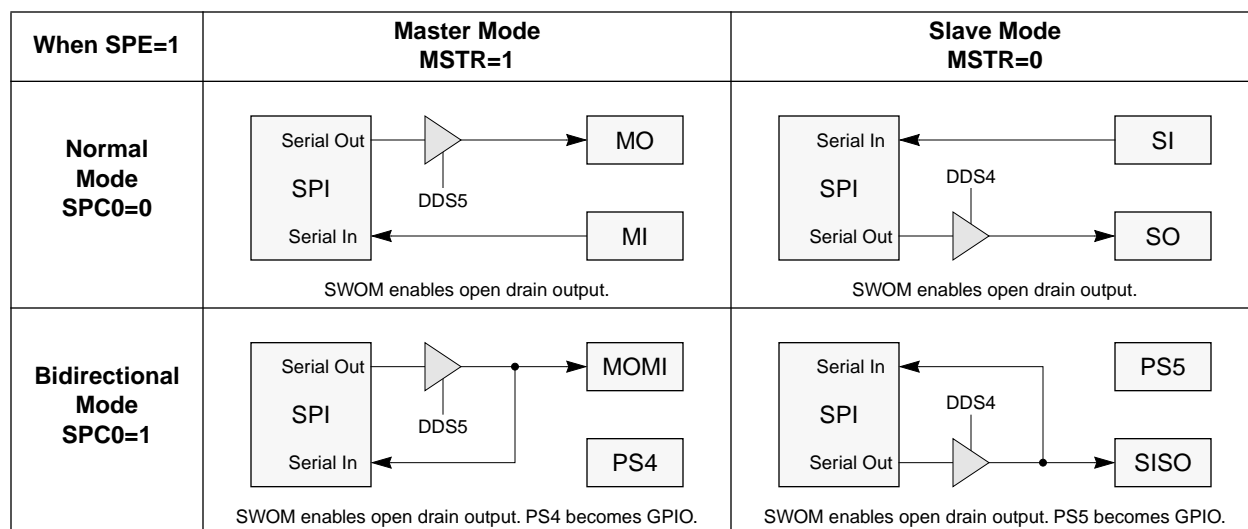 When SPE=1
Master Mode
MSTR=1
Slave Mode
MSTR=0
Normal
Mode
SPC0=0
Serial Out
SPI
Serial In
DDS5
MO
MI
SWOM enables open drain output.
Serial In
SPI
Serial Out
DDS4
SI
SO
SWOM enables open drain output.
Bidirectional
Mode
SPC0=1
Serial Out
SPI
Serial In
DDS5
MOMI
PS4
SWOM enables open drain output. PS4 becomes GPIO.
Serial In
SPI
Serial Out
DDS4
PS5
SISO
SWOM enables open drain output. PS5 becomes GPIO.